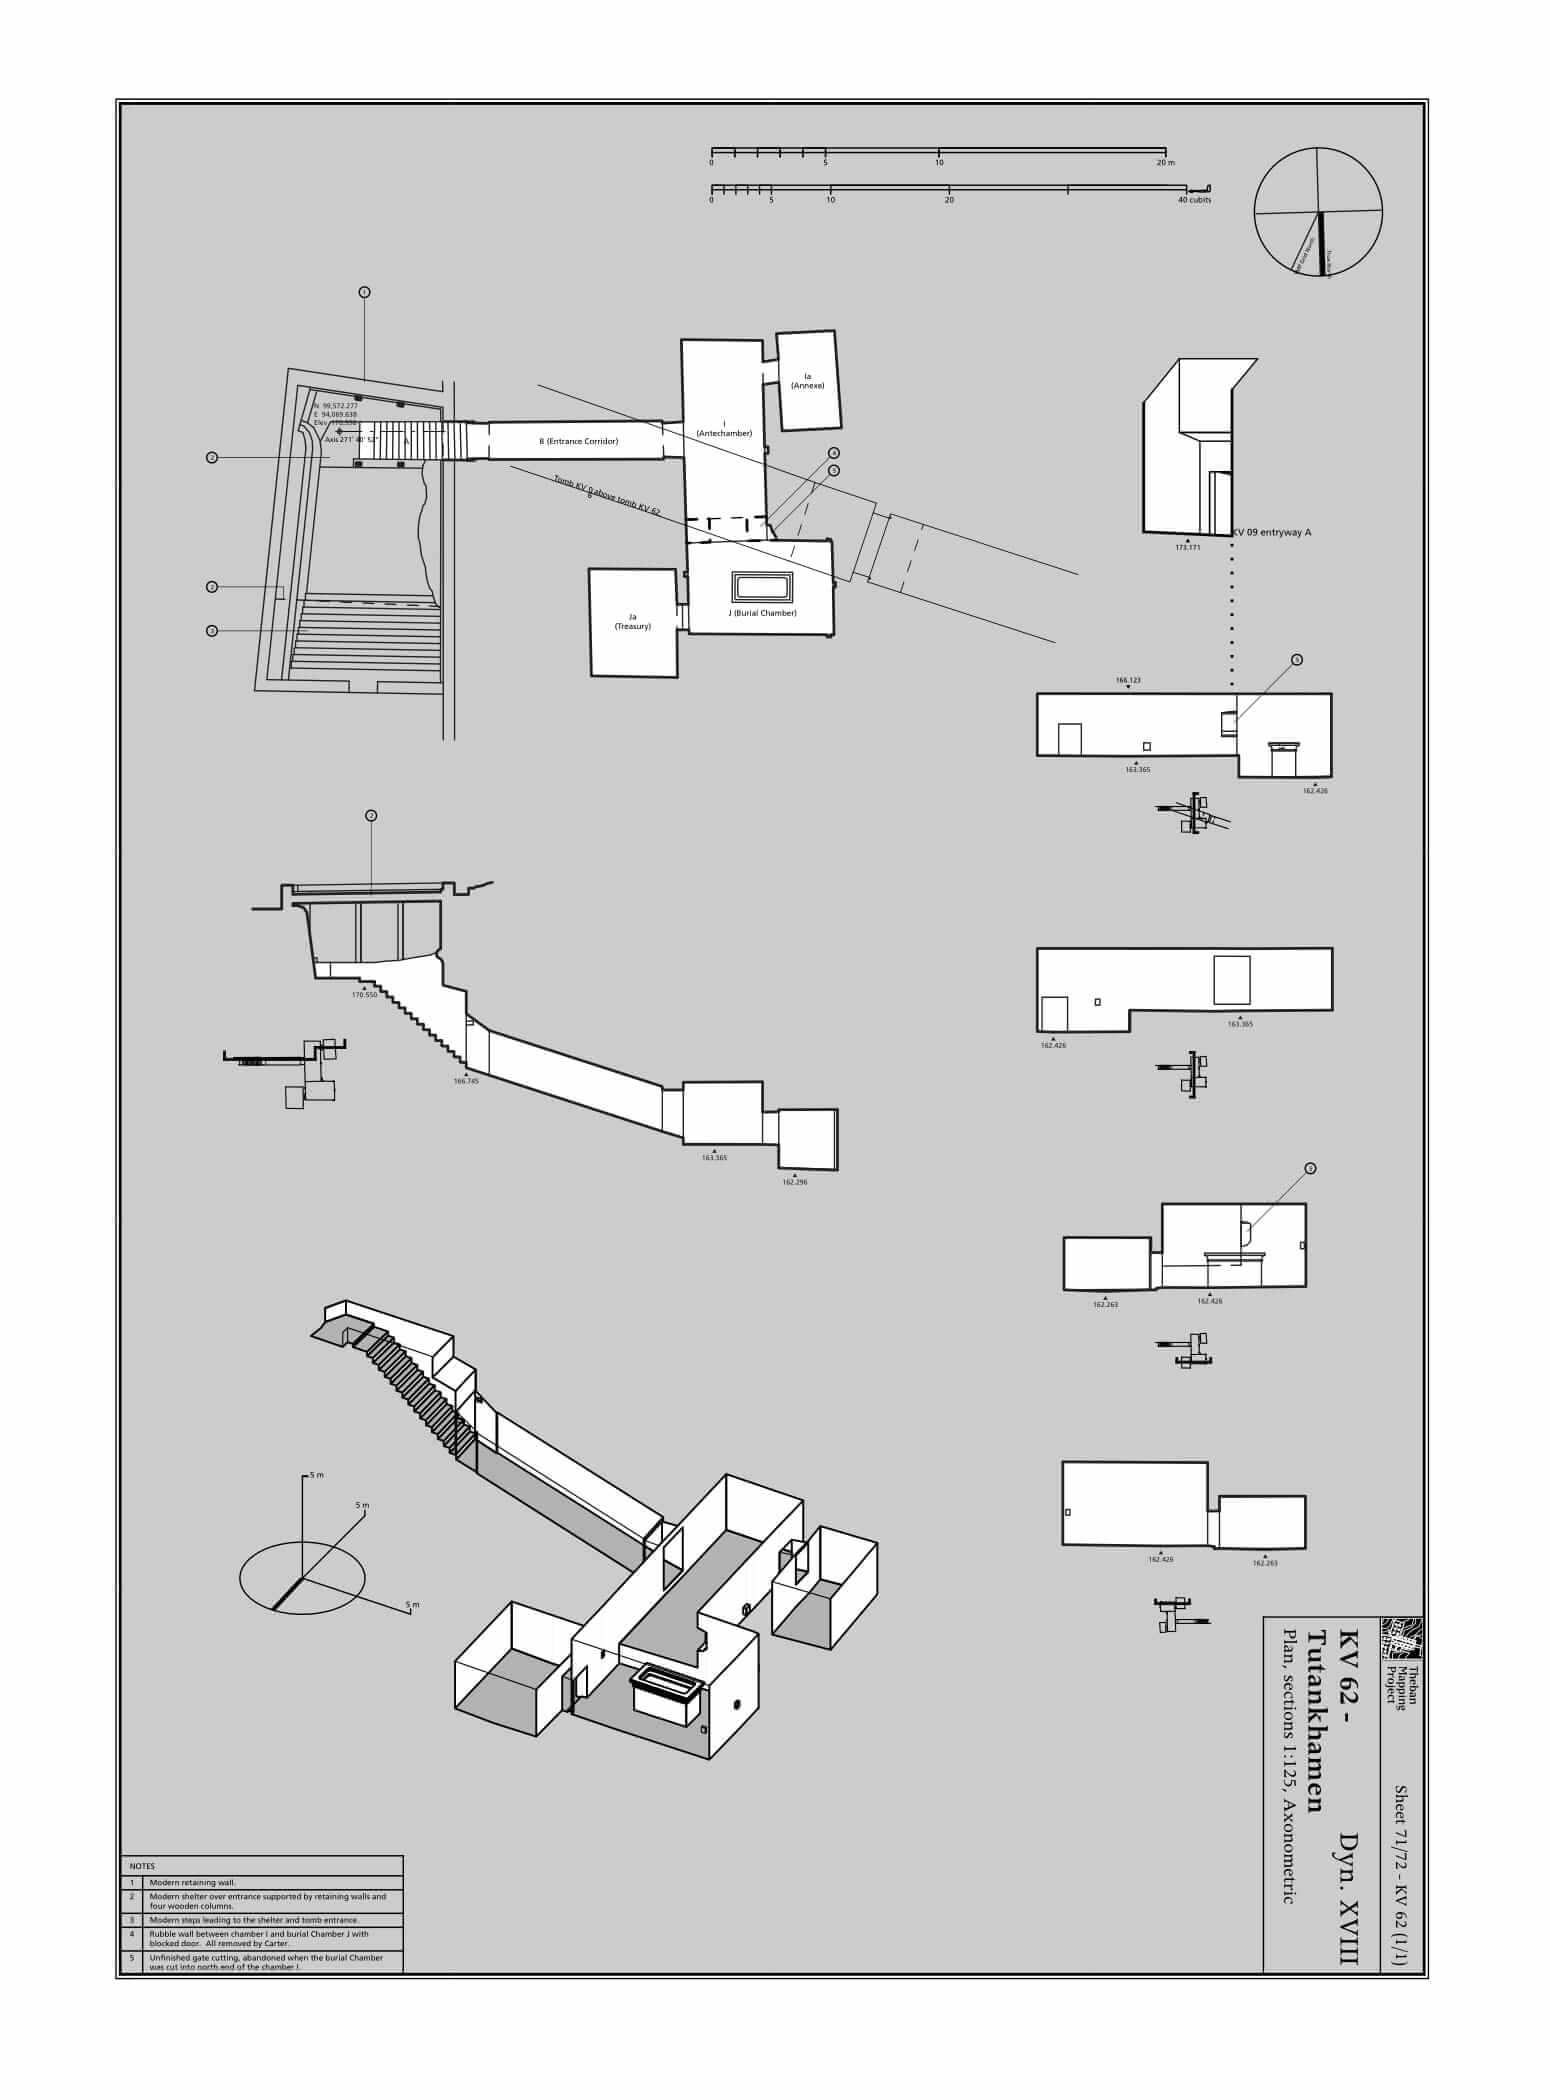 0
5
10
20 m
0
5
10
20
40 cubits
True North
1
N 99,572.277
E 94,089.638
Elev. 170.550
Axis 271° 40' 52"
A
B (Entrance Corridor)
I
(Antechamber)
Ia
(Annexe)
2
4
5
Tomb KV 9 above tomb KV 62
KV 09 entryway A
173.171
2
3
Ja
(Treasury)
J (Burial Chamber)
5
166.123
163.365
162.426
2
170.550
166.745
163.365
162.296
163.365
162.426
162.263
162.426
5 m
5 m
5 m
162.426
162.263
Theban
Mapping
Project
Sheet 71/72 - KV 62 (1/1)
KV 62 -
Tutankhamen
Dyn. XVIII
Plan, sections 1:125, Axonometric
NOTES
1 Modern retaining wall.
2 Modern shelter over entrance supported by retaining walls and
four wooden columns.
3 Modern steps leading to the shelter and tomb entrance.
4 Rubble wall between chamber I and burial Chamber J with
blocked door. All removed by Carter.
5 Unfinished gate cutting, abandoned when the burial Chamber
was cut into north end of the chamber I.